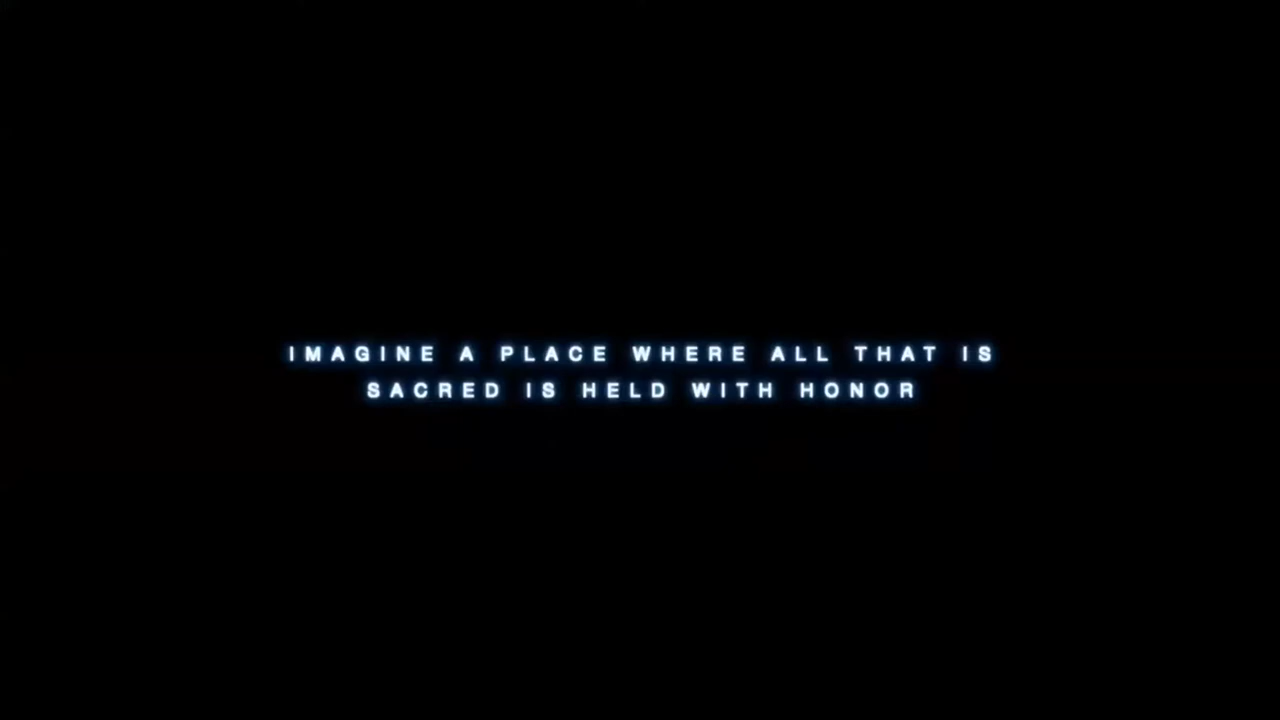 IMAGINE A PLACE WHERE ALL THAT IS
SACRED IS HELD WITH HONOR